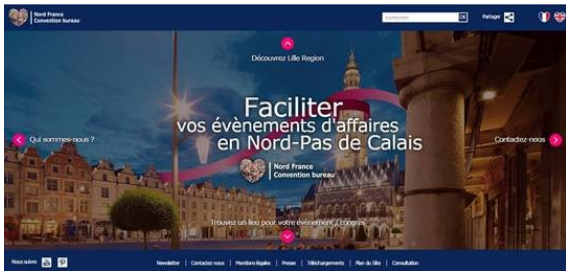 Nord France
Convention bureau
Rechercher
OK
Partager
Découvrez Lille Region
Faciliter
vos évènements d'affaires
en Nord-Pas de Calais
Qui sommes-nous ?
Contactez-nous
Nord France
Convention bureau
Trouvez un lieu pour votre évènement / congrès
Nous suivre
Newsletter | Contactez nous | Mentions légales | Presse | Téléchargements | Plan du Site | Consultation